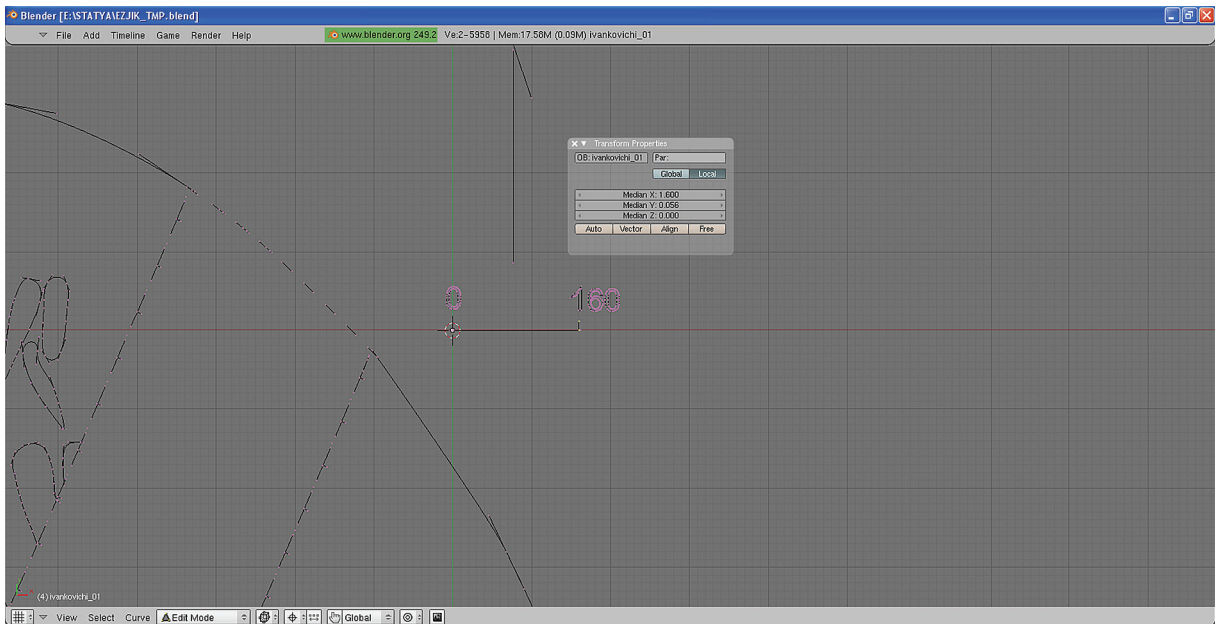 Blender [E:\STATYA\EZJIK_TMP.blend]
File Add Timeline Game Render Help www.blender.org 249.2 Ve:2-5958 | Mem:17.58M (0.09M) ivankovichi_01
Transform Properties
OB: ivankovichi_01 Par:
Global Local
Median X: 1.600
Median Y: 0.056
Median Z: 0.000
Auto Vector Align Free
0 160
(4) ivankovichi_01
View Select Curve Edit Mode Global